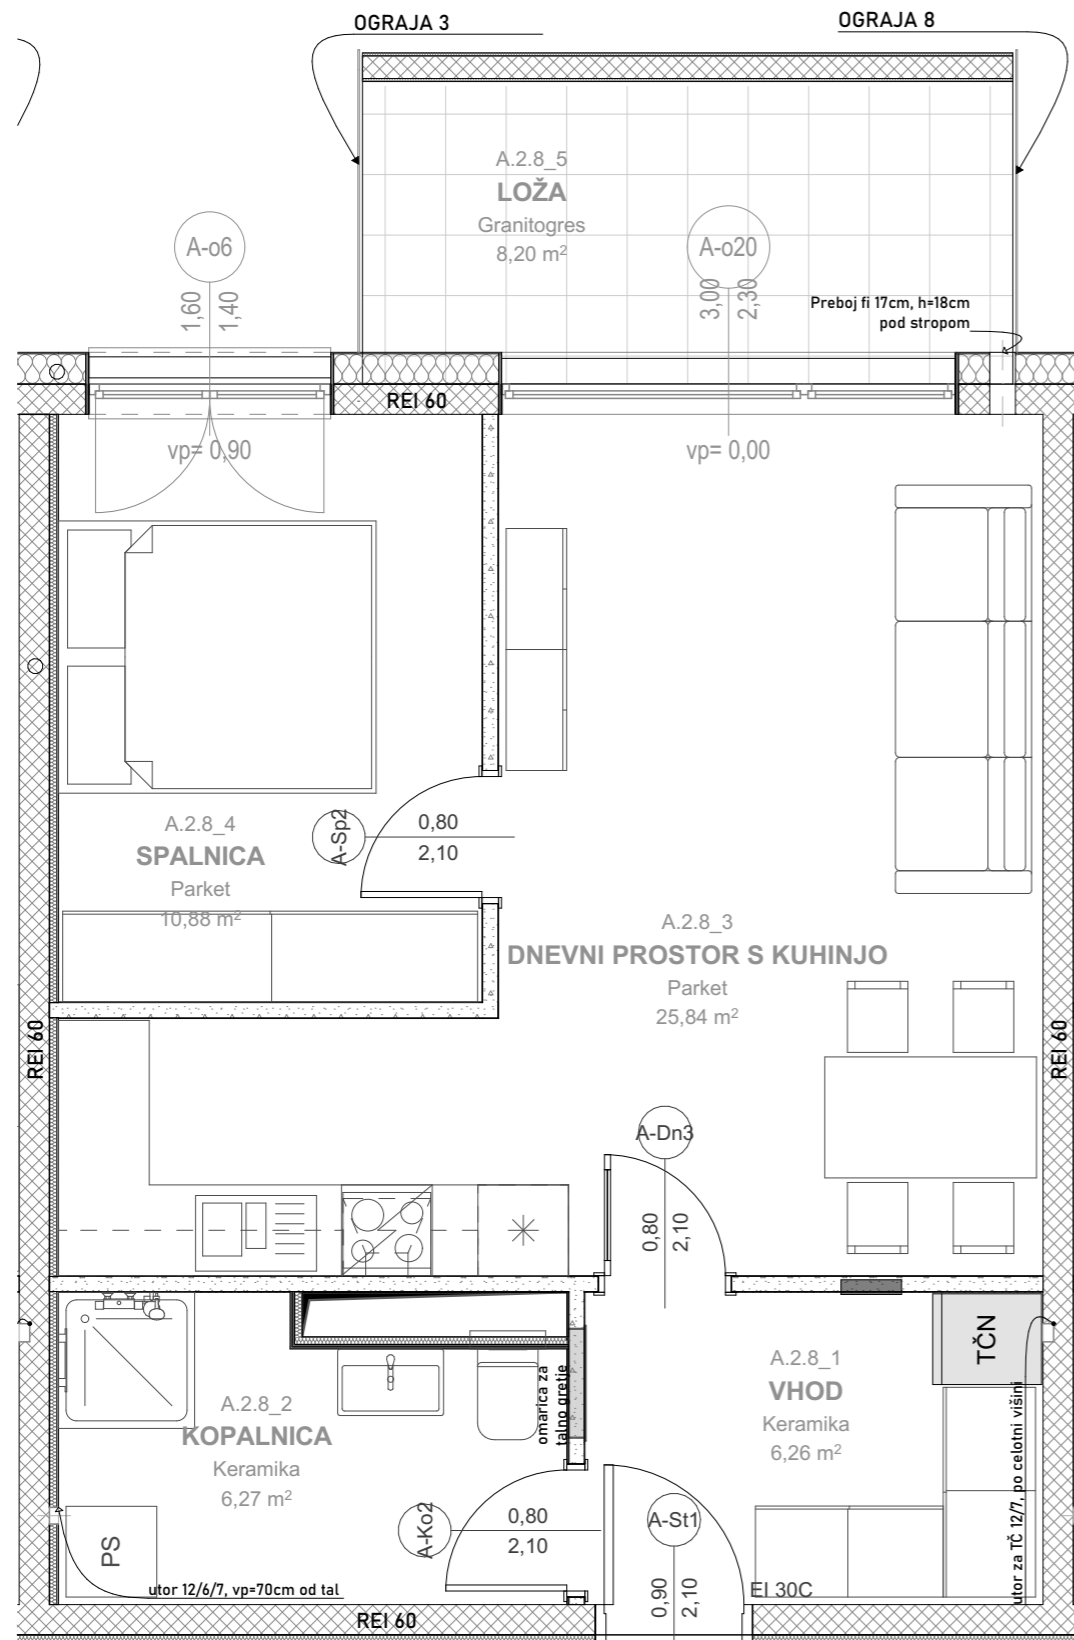 OGRAJA 3
OGRAJA 8
A.2.8_5
LOŽA
Granitogres
8,20 m²
A-o6
1,60
1,40
A-o20
3,00
2,30
Preboj fi 17cm, h=18cm
pod stropom
REI 60
vp= 0,90
vp= 0,00
A-Sp2
0,80
2,10
A.2.8_4
SPALNICA
Parket
10,88 m²
A.2.8_3
DNEVNI PROSTOR S KUHINJO
Parket
25,84 m²
REI 60
REI 60
A-Dn3
0,80
2,10
TČN
A.2.8_1
VHOD
Keramika
6,26 m²
omarica za
talno gretje
A.2.8_2
KOPALNICA
Keramika
6,27 m²
utor za TČ 12/7, po celotni višini
A-Ko2
0,80
2,10
A-St1
0,90
2,10
PS
utor 12/6/7, vp=70cm od tal
EI 30C
REI 60